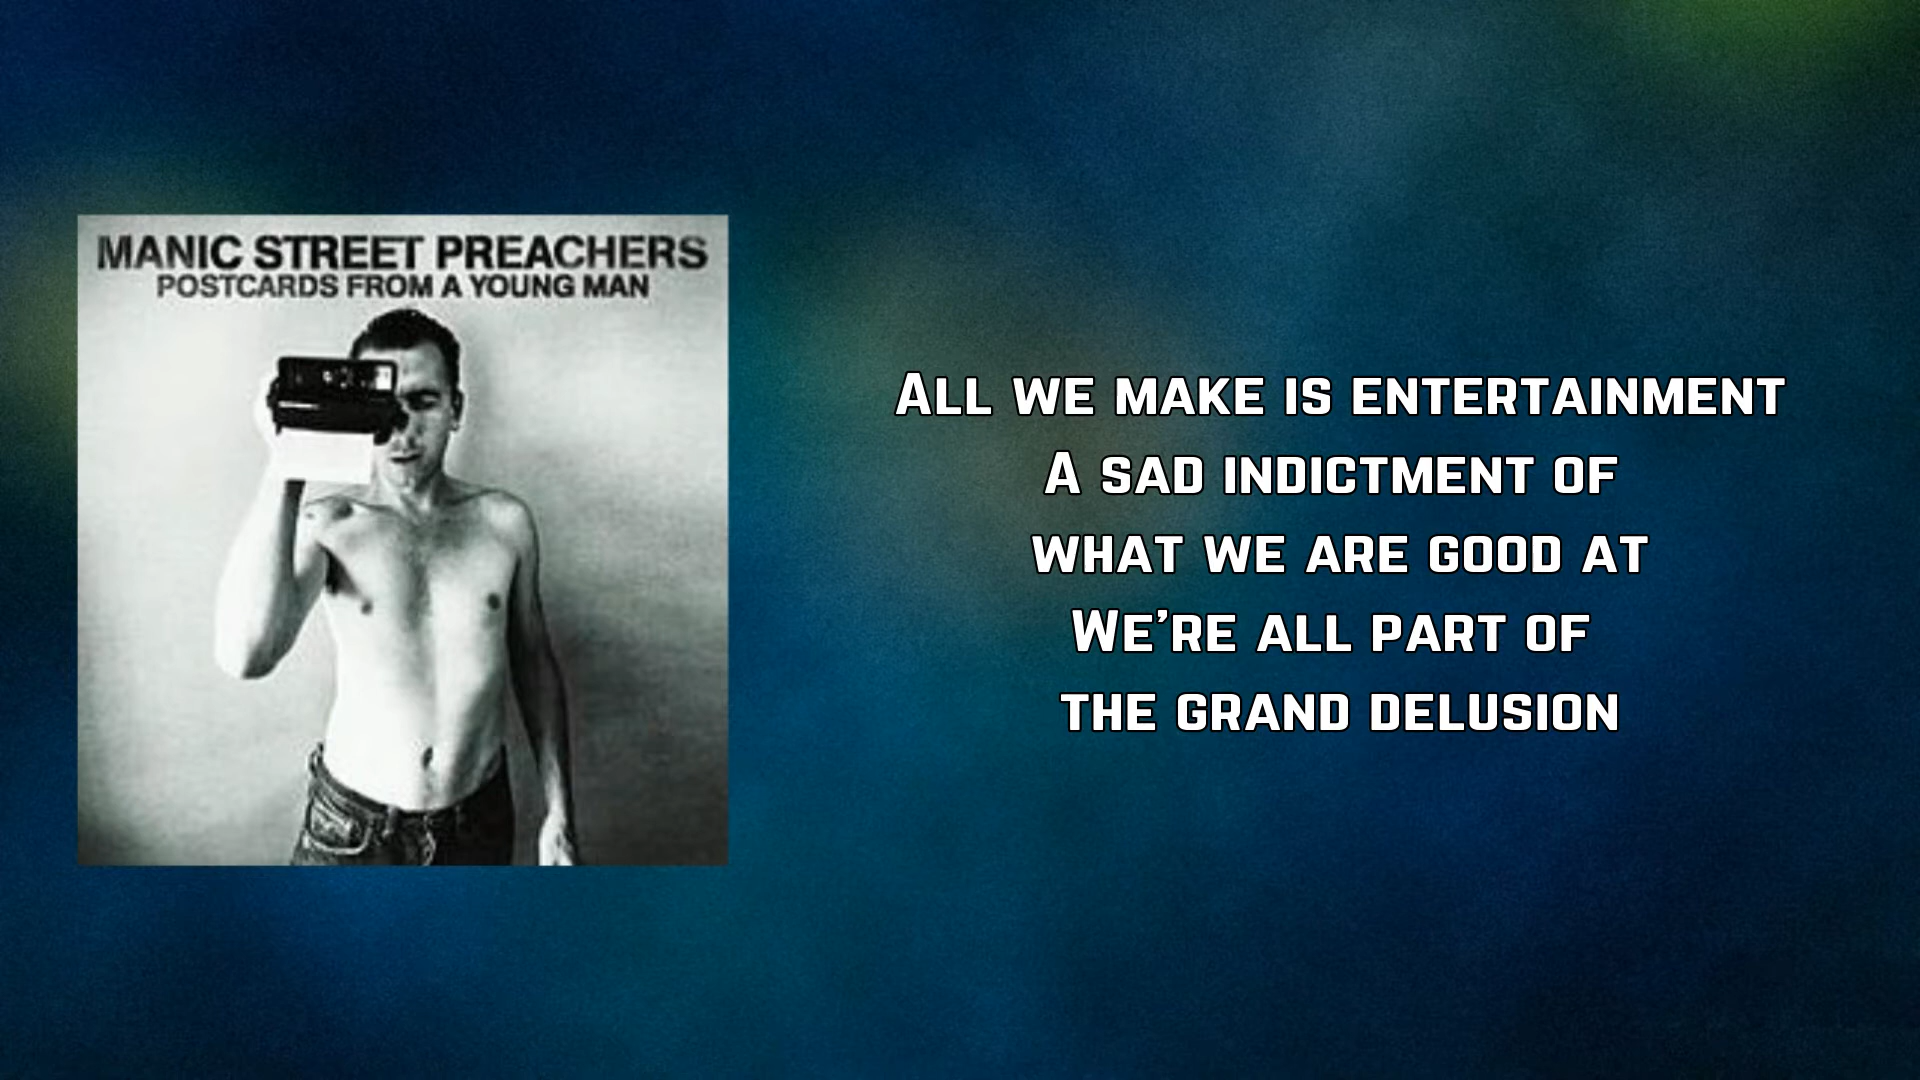 MANIC STREET PREACHERS
POSTCARDS FROM A YOUNG MAN
All we make is entertainment
A sad indictment of
what we are good at
We're all part of
the grand delusion